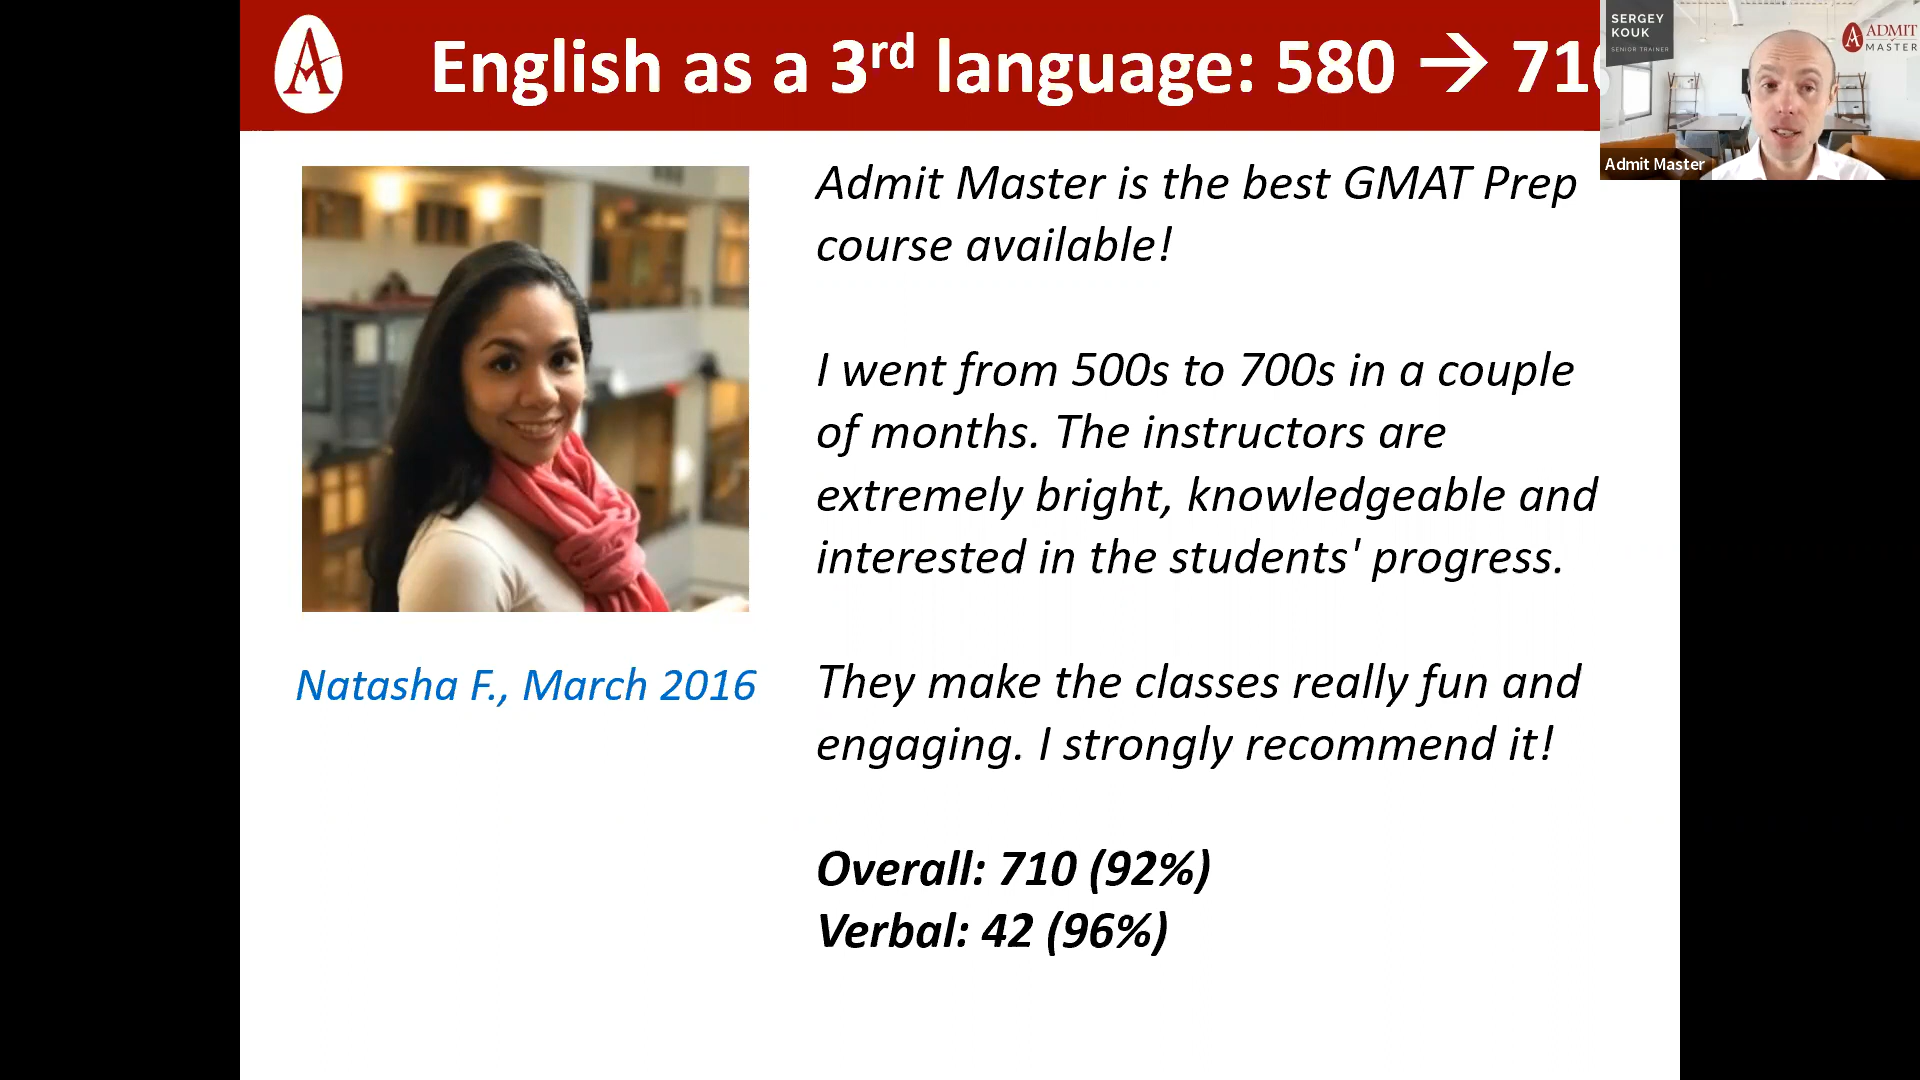 English as a 3rd language: 580 → 710
SERGEY
KOUK
SENIOR TRAINER
ADMIT
MASTER
Admit Master
Admit Master is the best GMAT Prep
course available!
I went from 500s to 700s in a couple
of months. The instructors are
extremely bright, knowledgeable and
interested in the students' progress.
They make the classes really fun and
engaging. I strongly recommend it!
Natasha F., March 2016
Overall: 710 (92%)
Verbal: 42 (96%)